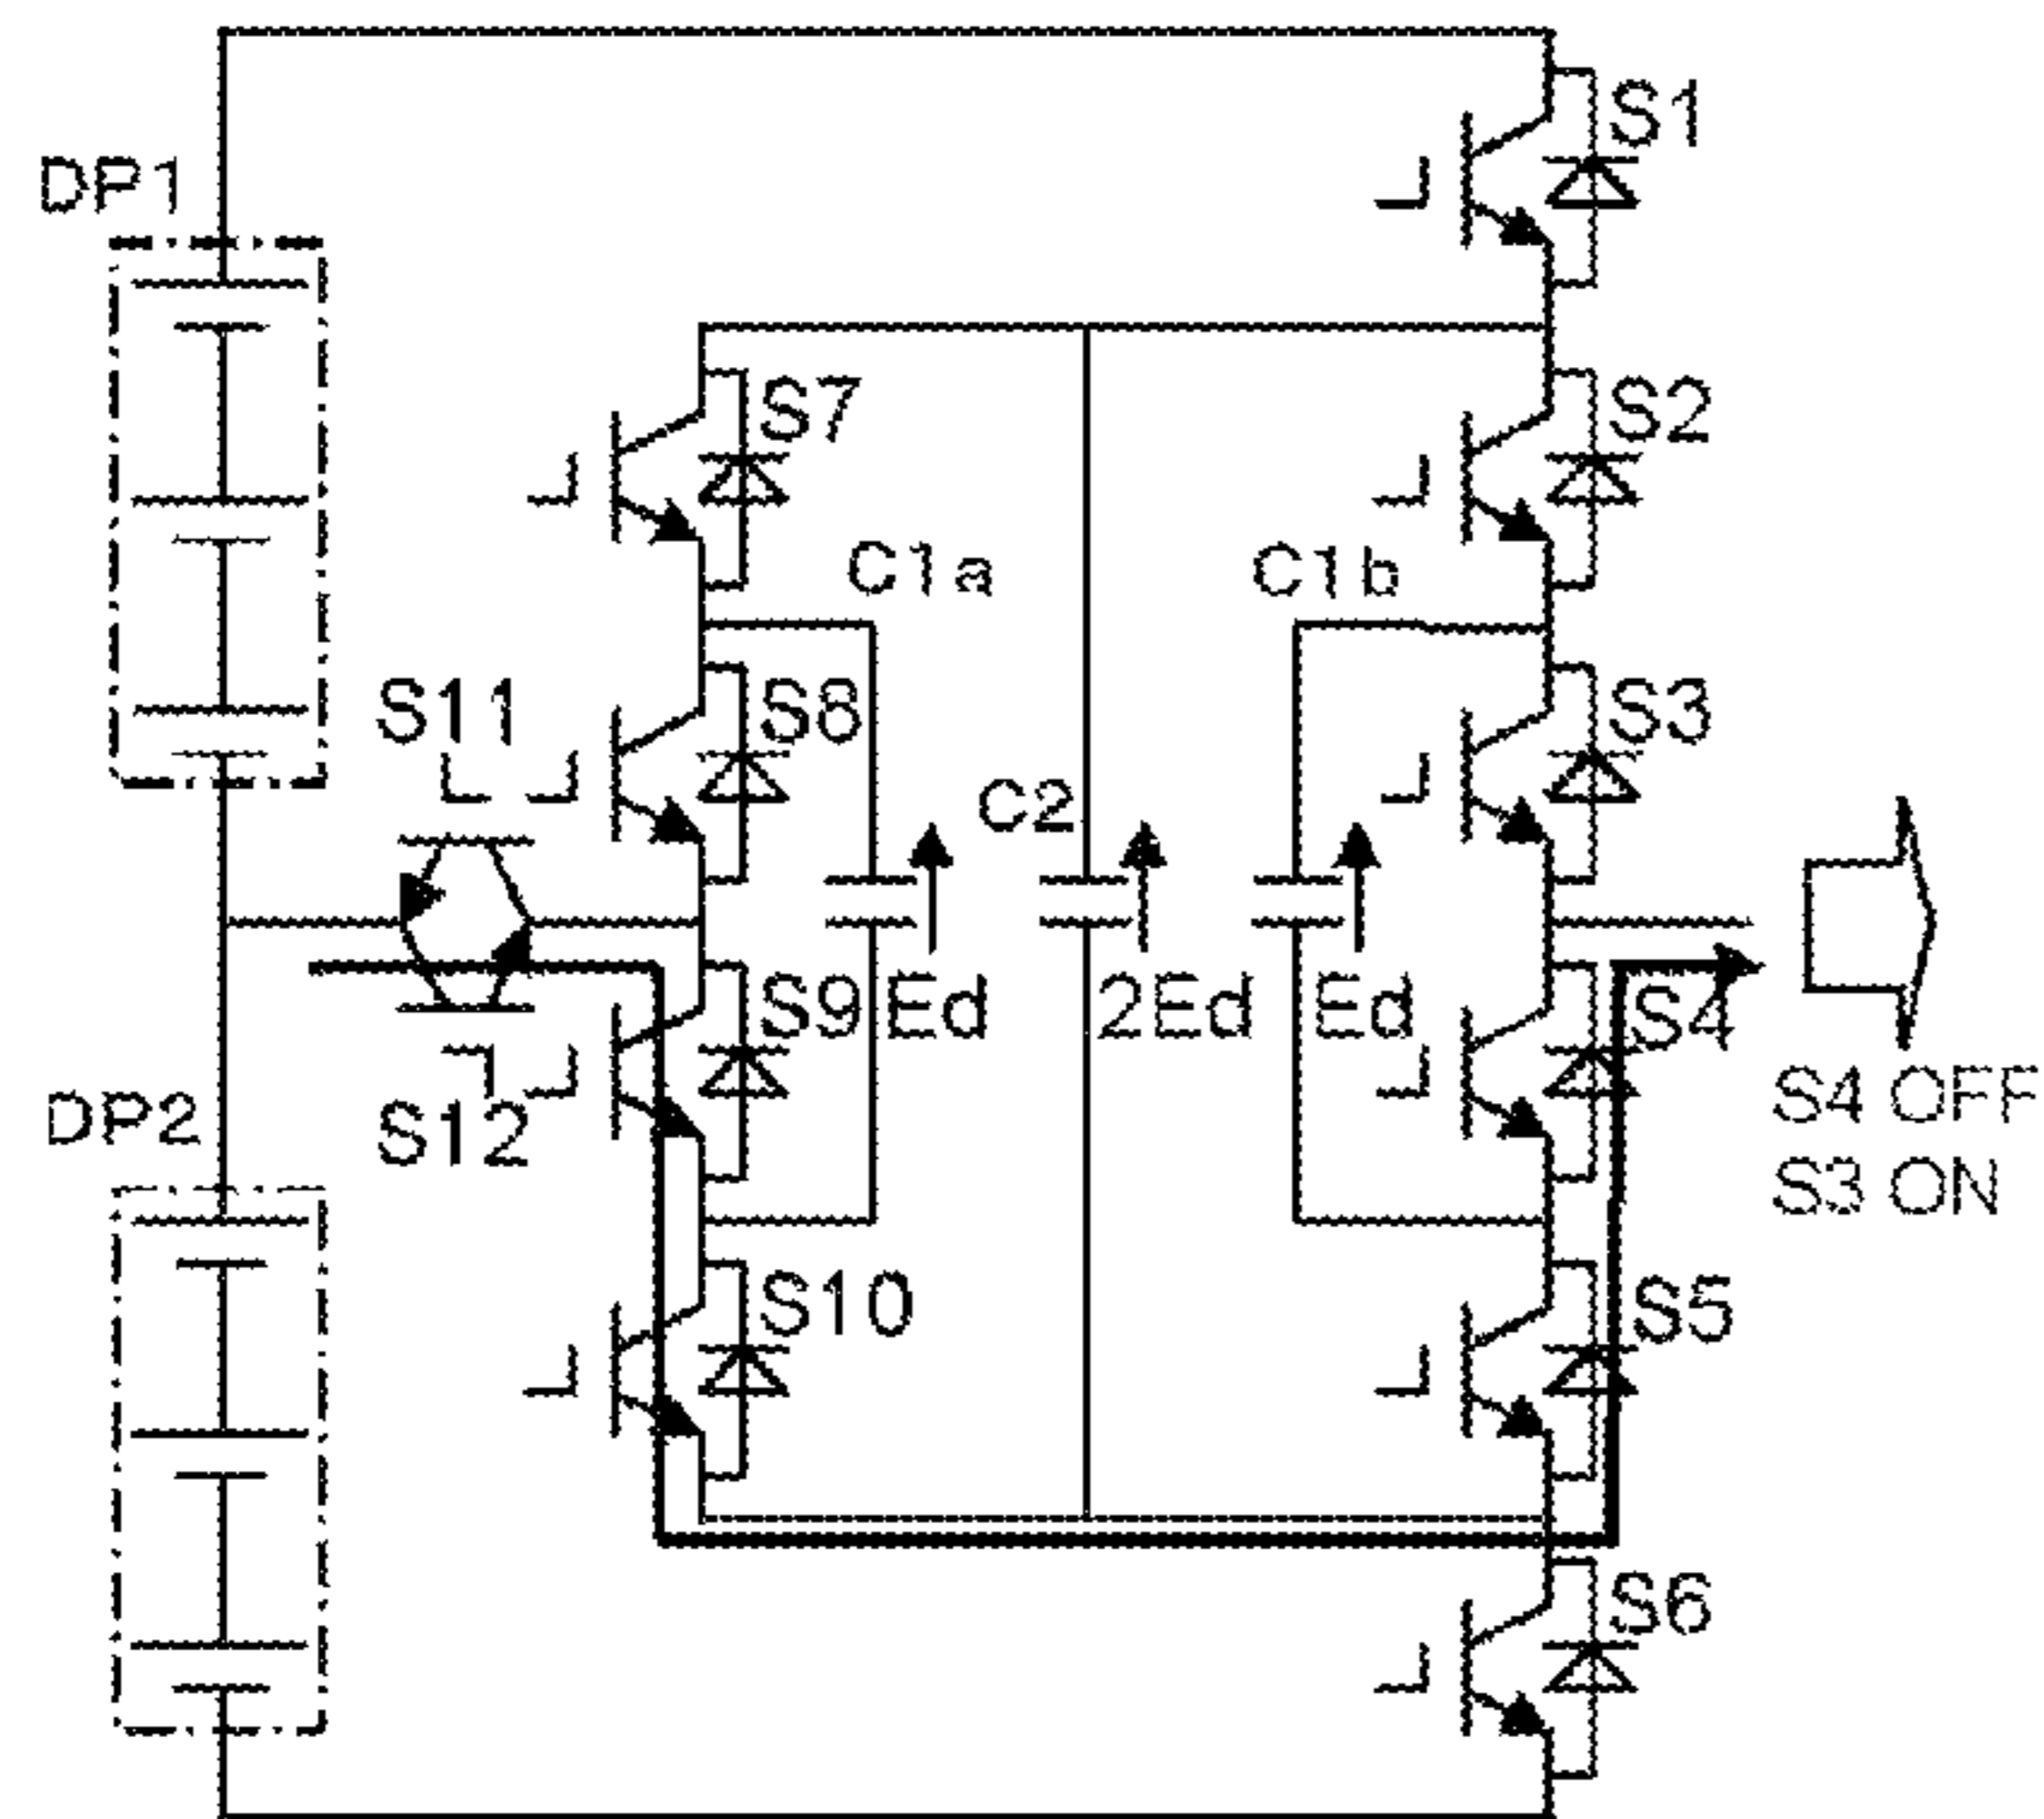 S1
DP1
S7
S2
C1a
C1b
S11
S8
S3
C2
S9
Ed
2Ed
Ed
S4
S4 OFF
S3 ON
DP2
S12
S10
S5
S6